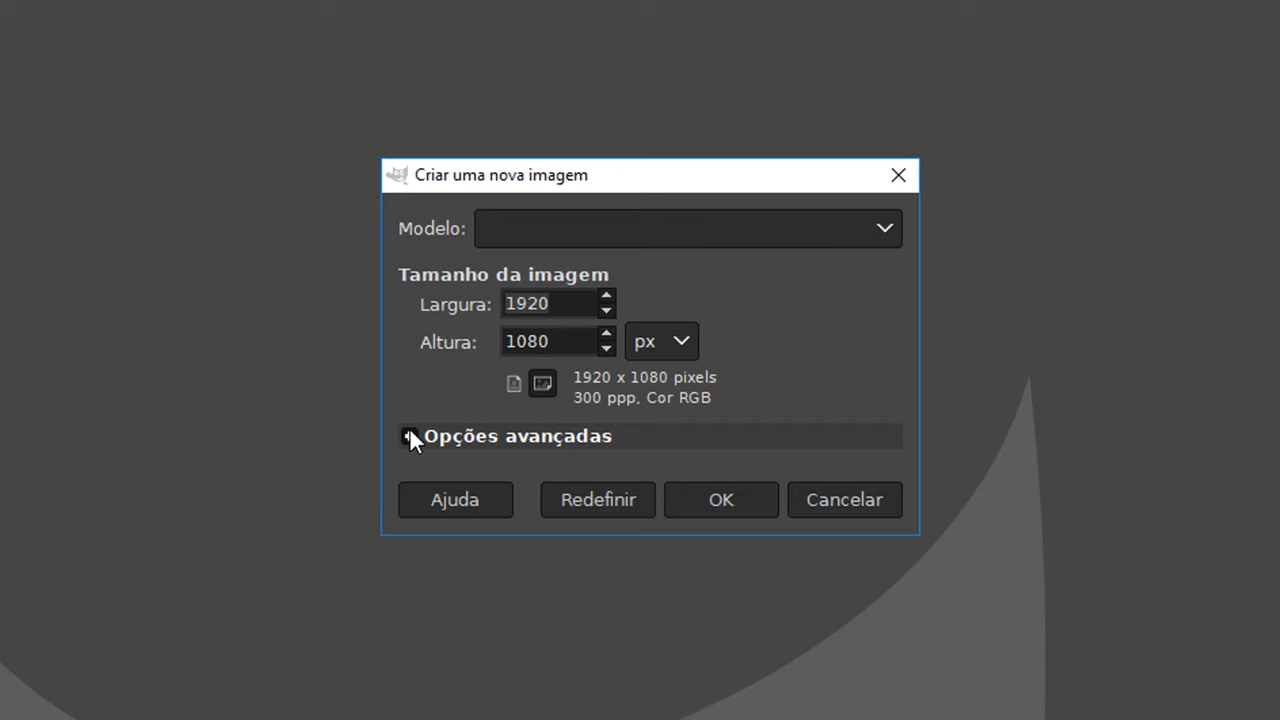 Criar uma nova imagem
Modelo:
Tamanho da imagem
Largura: 1920
Altura: 1080 px
1920 x 1080 pixels
300 ppp, Cor RGB
Opções avançadas
Ajuda Redefinir OK Cancelar